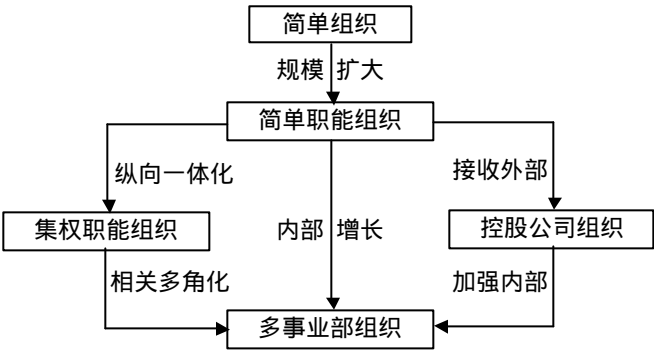 简单组织
规模 扩大
简单职能组织
纵向一体化
接收外部
集权职能组织
内部 增长
控股公司组织
相关多角化
加强内部
多事业部组织